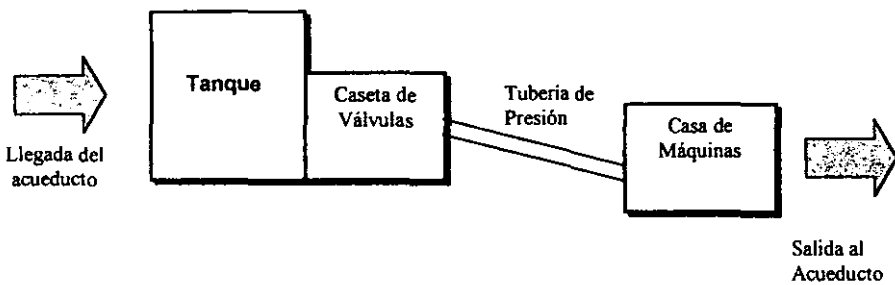 Llegada del
acueducto
Tanque
Caseta de
Válvulas
Tuberia de
Presión
Casa de
Máquinas
Salida al
Acueducto